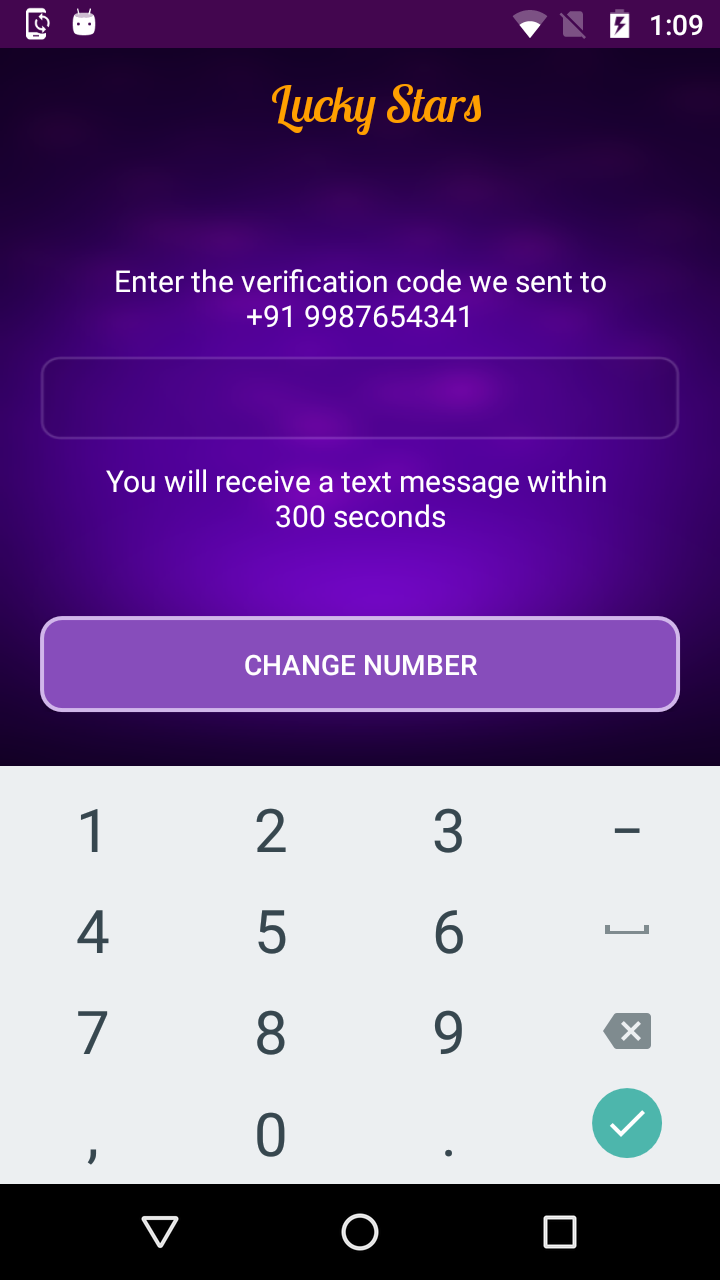 1:09
Lucky Stars
Enter the verification code we sent to
+91 9987654341
You will receive a text message within
300 seconds
CHANGE NUMBER
1 2 3 –
4 5 6
7 8 9
, 0 .